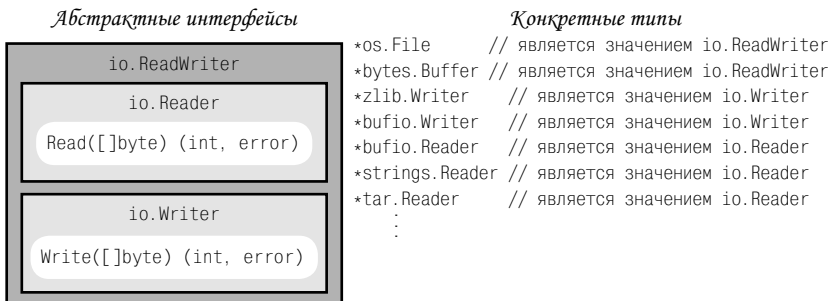 Абстрактные интерфейсы
io.ReadWriter
io.Reader
Read([]byte) (int, error)
io.Writer
Write([]byte) (int, error)
Конкретные типы
*os.File // является значением io.ReadWriter
*bytes.Buffer // является значением io.ReadWriter
*zlib.Writer // является значением io.Writer
*bufio.Writer // является значением io.Writer
*bufio.Reader // является значением io.Reader
*strings.Reader // является значением io.Reader
*tar.Reader // является значением io.Reader